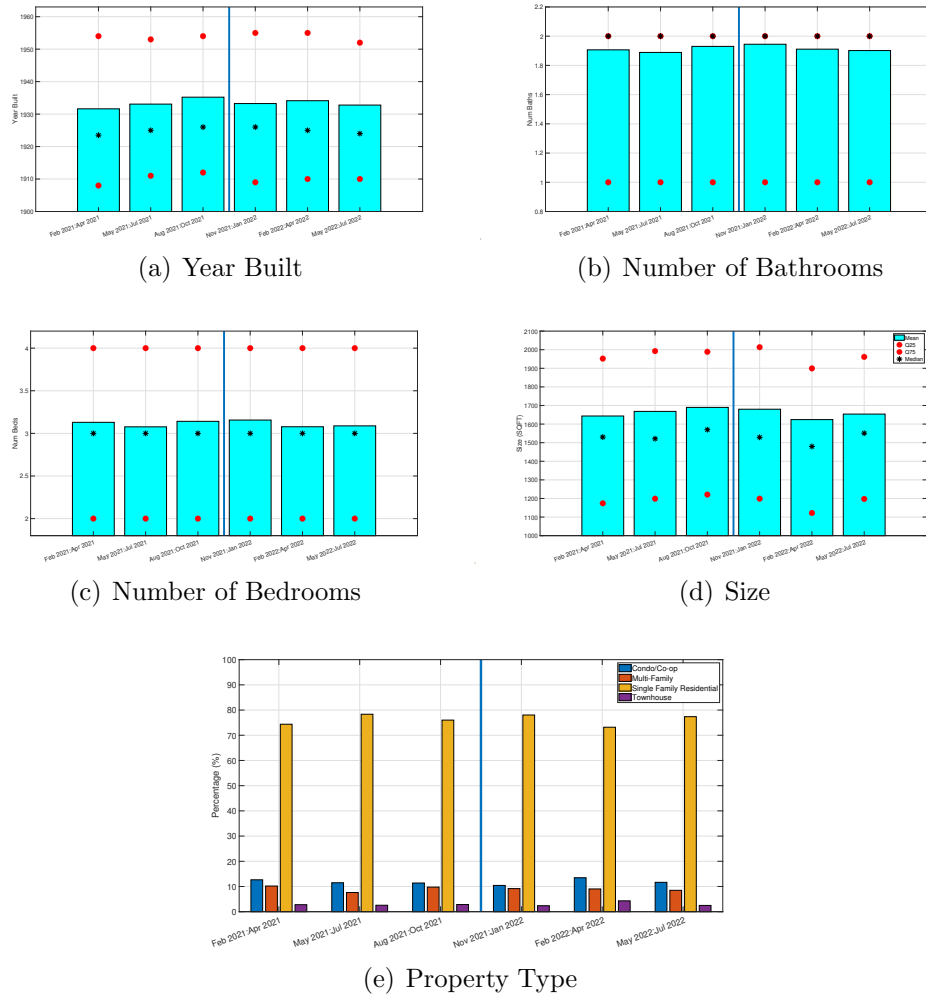 1960
1950
1940
1930
1920
1910
1900
Year Built
Feb 2021:Apr 2021
May 2021:Jul 2021
Aug 2021:Oct 2021
Nov 2021:Jan 2022
Feb 2022:Apr 2022
May 2022:Jul 2022
(a) Year Built
2.2
2
1.8
1.6
1.4
1.2
1
0.8
Num Baths
Feb 2021:Apr 2021
May 2021:Jul 2021
Aug 2021:Oct 2021
Nov 2021:Jan 2022
Feb 2022:Apr 2022
May 2022:Jul 2022
(b) Number of Bathrooms
4
3.5
3
2.5
2
Num Beds
Feb 2021:Apr 2021
May 2021:Jul 2021
Aug 2021:Oct 2021
Nov 2021:Jan 2022
Feb 2022:Apr 2022
May 2022:Jul 2022
(c) Number of Bedrooms
2100
2000
1900
1800
1700
1600
1500
1400
1300
1200
1100
1000
Size (SQFT)
Mean
Q25
Q75
Median
Feb 2021:Apr 2021
May 2021:Jul 2021
Aug 2021:Oct 2021
Nov 2021:Jan 2022
Feb 2022:Apr 2022
May 2022:Jul 2022
(d) Size
100
90
80
70
60
50
40
30
20
10
0
Percentage (%)
Condo/Co-op
Multi-Family
Single Family Residential
Townhouse
Feb 2021:Apr 2021
May 2021:Jul 2021
Aug 2021:Oct 2021
Nov 2021:Jan 2022
Feb 2022:Apr 2022
May 2022:Jul 2022
(e) Property Type